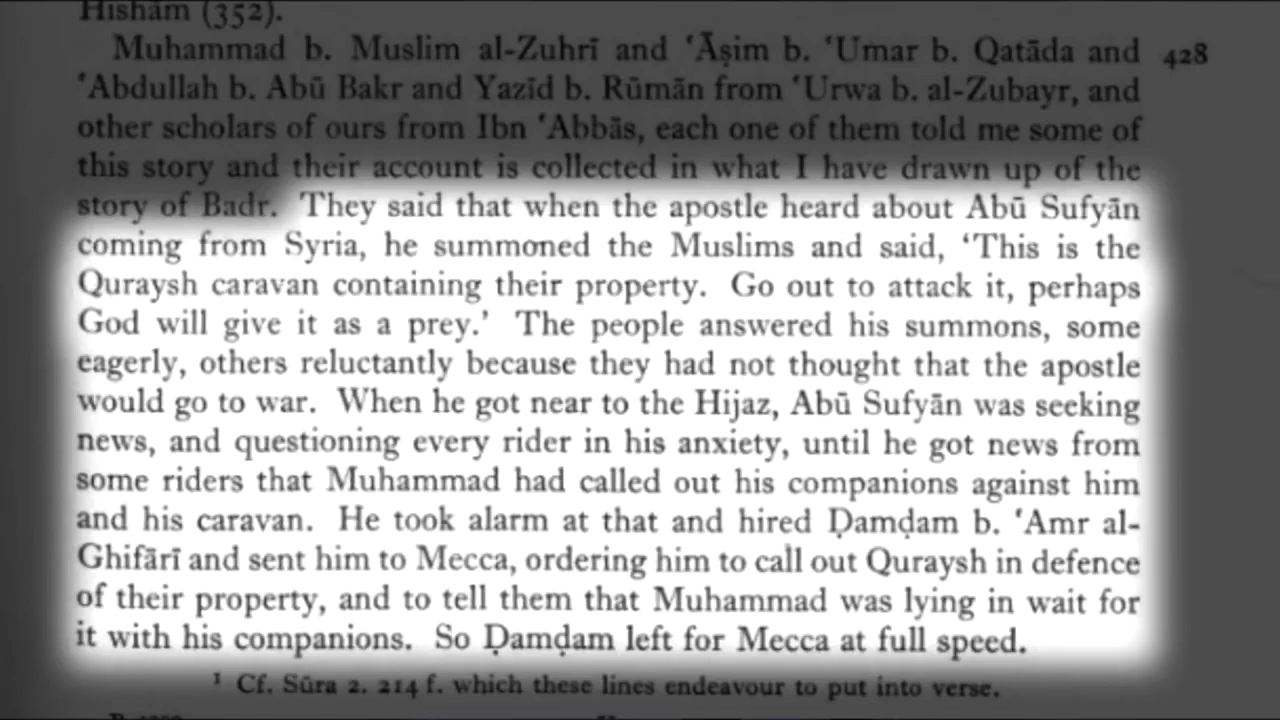 Hishām (352).
Muhammad b. Muslim al-Zuhrī and ʿĀṣim b. ʿUmar b. Qatāda and 428
ʿAbdullah b. Abū Bakr and Yazīd b. Rūmān from ʿUrwa b. al-Zubayr, and
other scholars of ours from Ibn ʿAbbās, each one of them told me some of
this story and their account is collected in what I have drawn up of the
story of Badr. They said that when the apostle heard about Abū Sufyān
coming from Syria, he summoned the Muslims and said, ‘This is the
Quraysh caravan containing their property. Go out to attack it, perhaps
God will give it as a prey.’ The people answered his summons, some
eagerly, others reluctantly because they had not thought that the apostle
would go to war. When he got near to the Hijaz, Abū Sufyān was seeking
news, and questioning every rider in his anxiety, until he got news from
some riders that Muhammad had called out his companions against him
and his caravan. He took alarm at that and hired Ḍamḍam b. ʿAmr al-
Ghifārī and sent him to Mecca, ordering him to call out Quraysh in defence
of their property, and to tell them that Muhammad was lying in wait for
it with his companions. So Ḍamḍam left for Mecca at full speed.
¹ Cf. Sūra 2. 214 f. which these lines endeavour to put into verse.